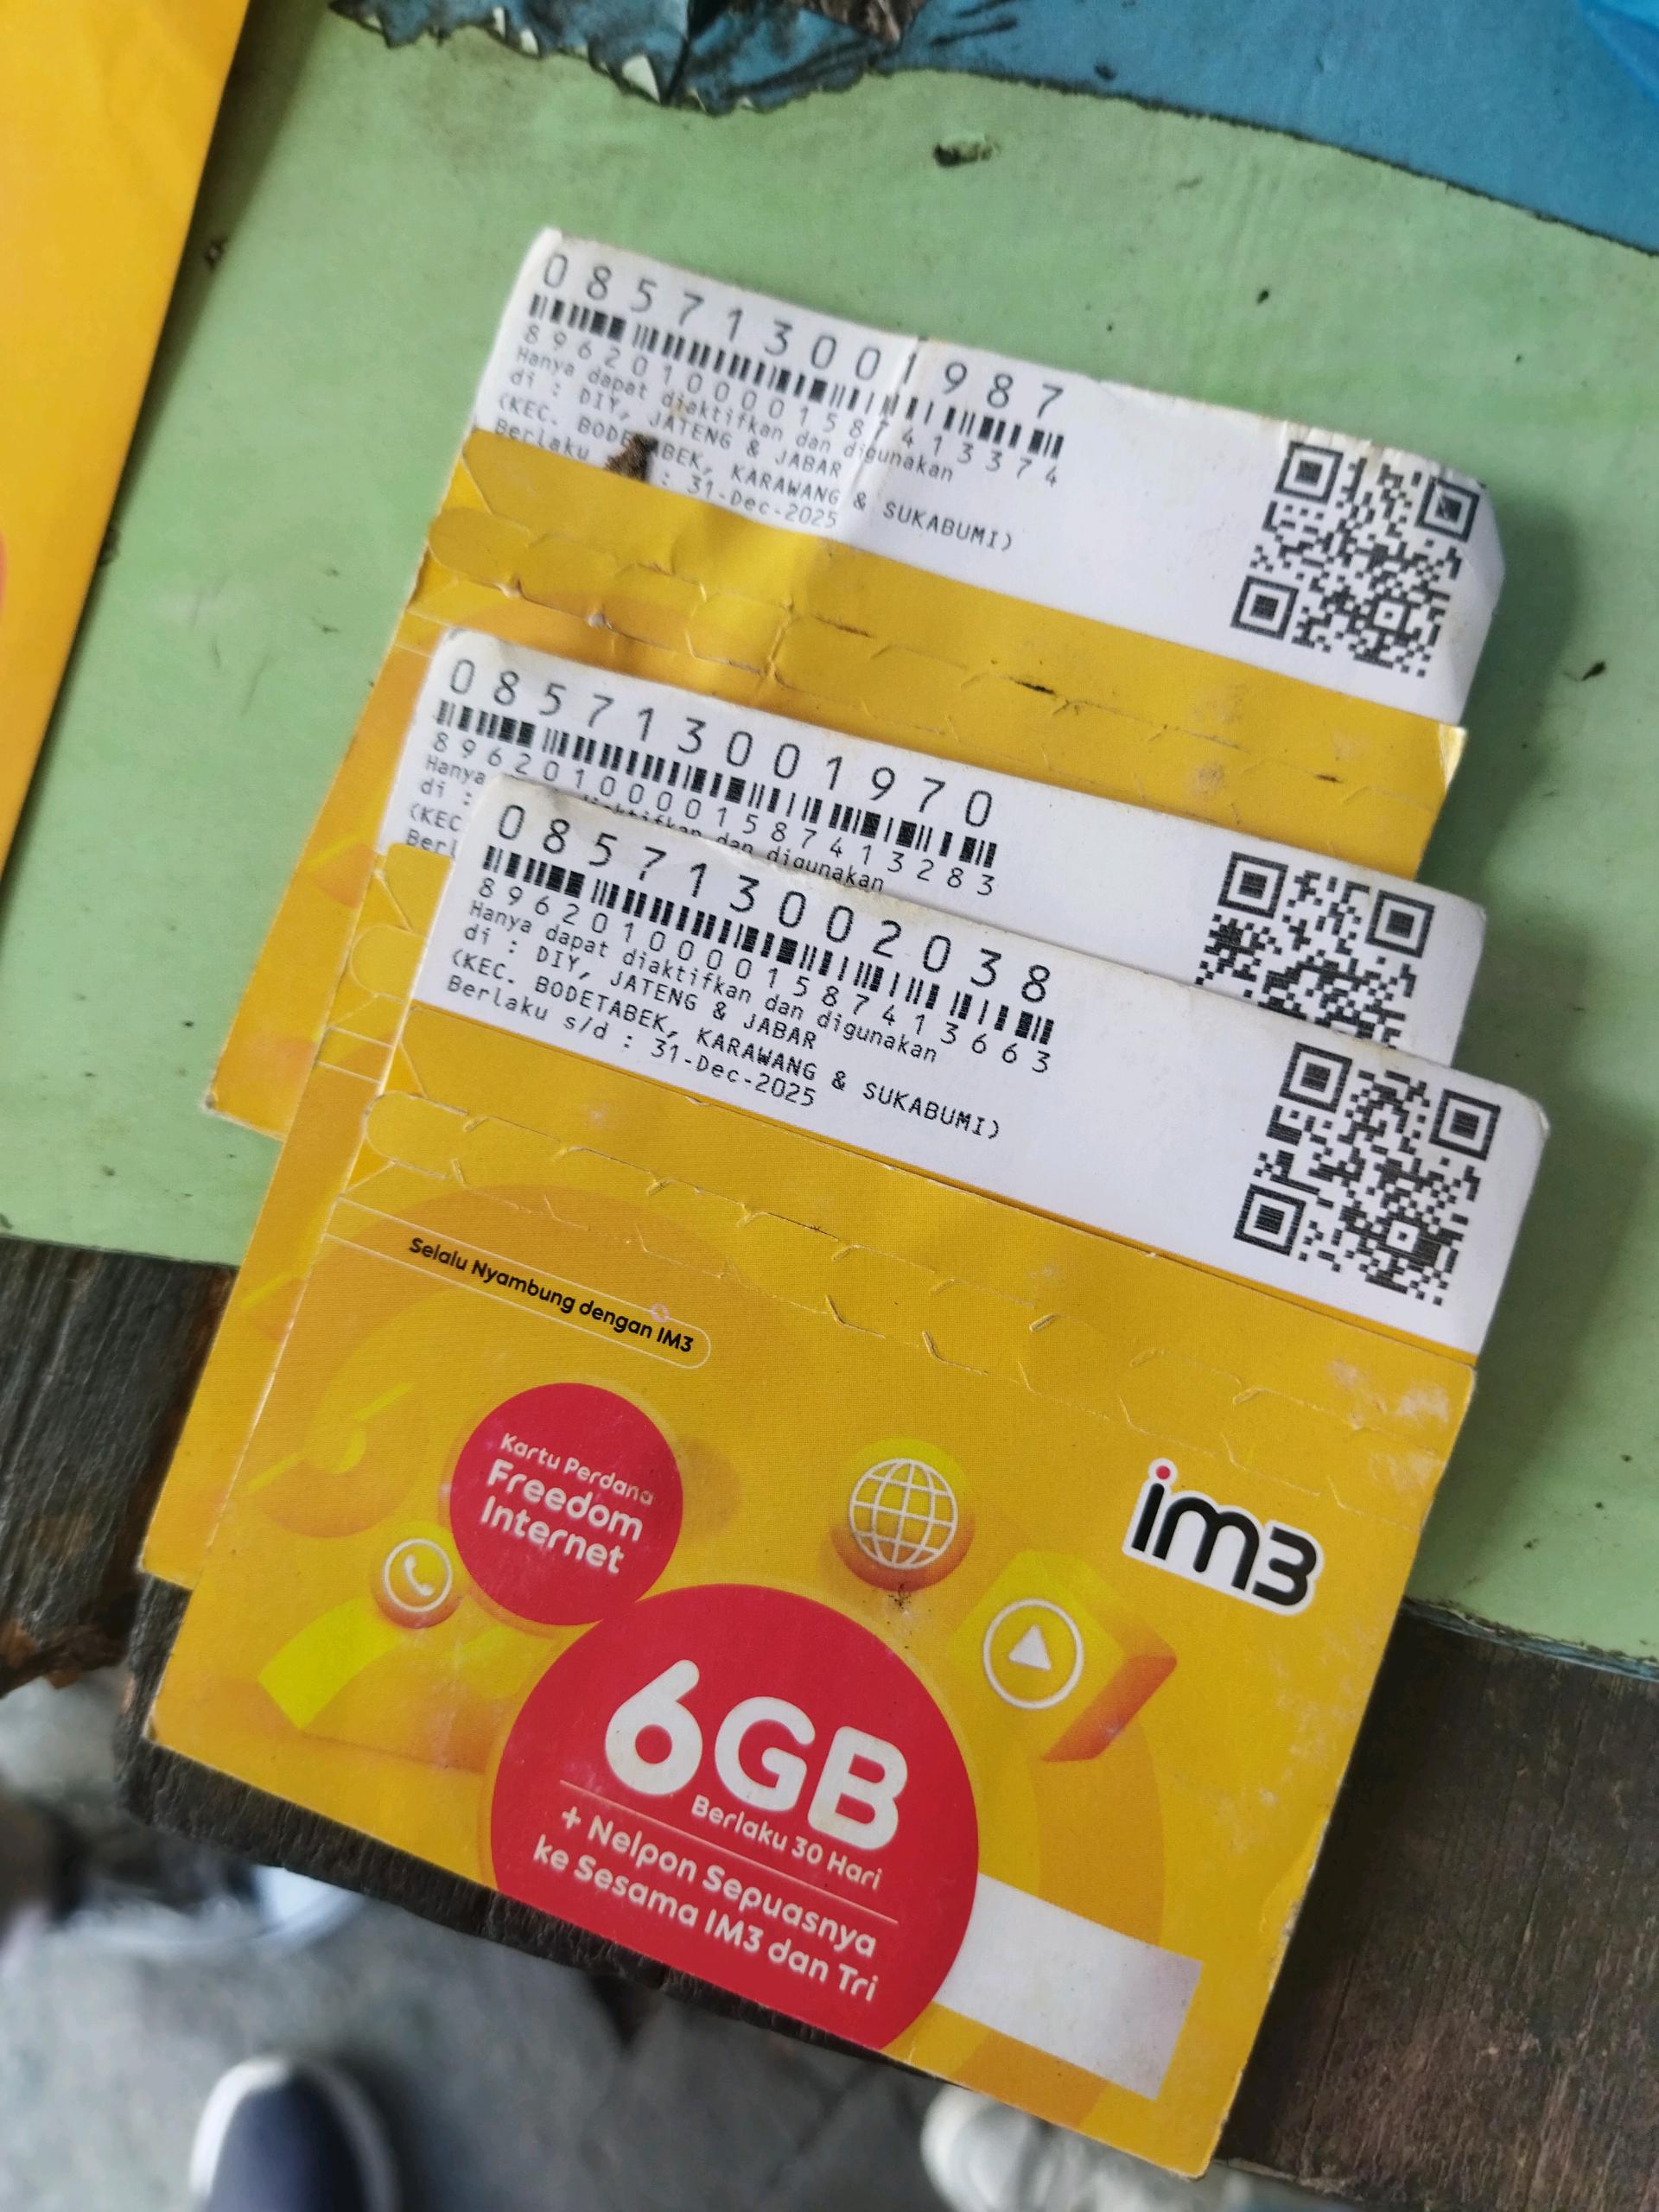 085713001987
8962010000158741 3374
Hanya dapat diaktifkan dan digunakan
di : DIY, JATENG & JABAR
(KEC. BODETABEK, KARAWANG & SUKABUMI)
Berlaku : 31-Dec-2025
085713001970
8962010000158741 3283
Hanya diaktifkan dan digunakan
di :
(KEC
Berl
085713002038
8962010000158741 3663
Hanya dapat diaktifkan dan digunakan
di : DIY, JATENG & JABAR
(KEC. BODETABEK, KARAWANG & SUKABUMI)
Berlaku s/d : 31-Dec-2025
Selalu Nyambung dengan IM3
Kartu Perdana
Freedom
Internet
im3
6GB
Berlaku 30 Hari
+ Nelpon Sepuasnya
ke Sesama IM3 dan Tri